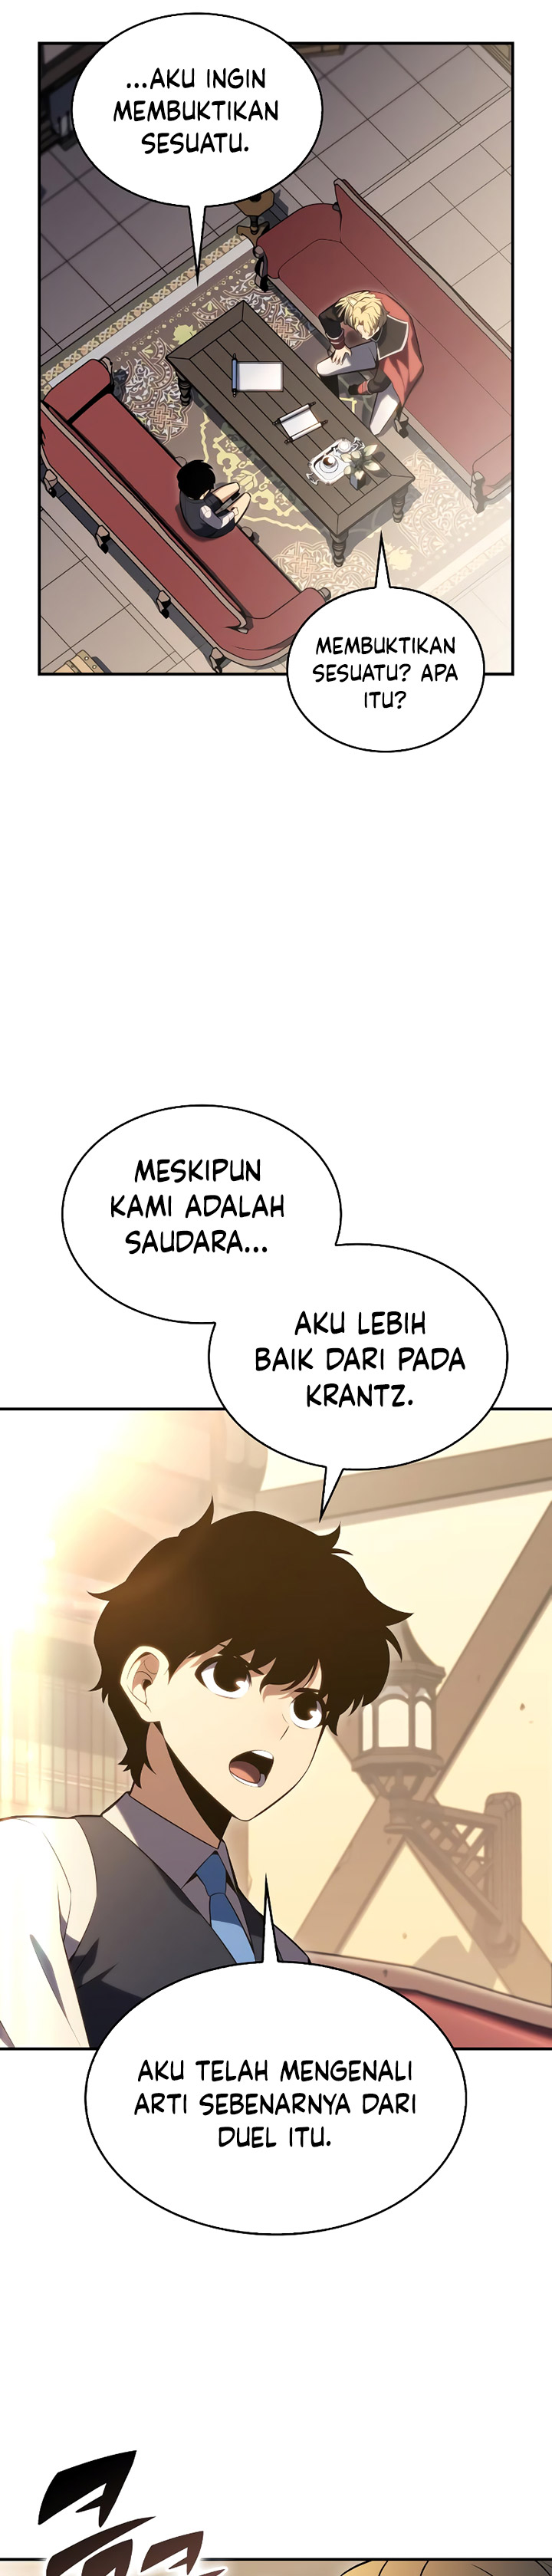 ...AKU INGIN
MEMBUKTIKAN
SESUATU.
MEMBUKTIKAN
SESUATU? APA
ITU?
MESKIPUN
KAMI ADALAH
SAUDARA...
AKU LEBIH
BAIK DARI PADA
KRANTZ.
AKU TELAH MENGENALI
ARTI SEBENARNYA DARI
DUEL ITU.